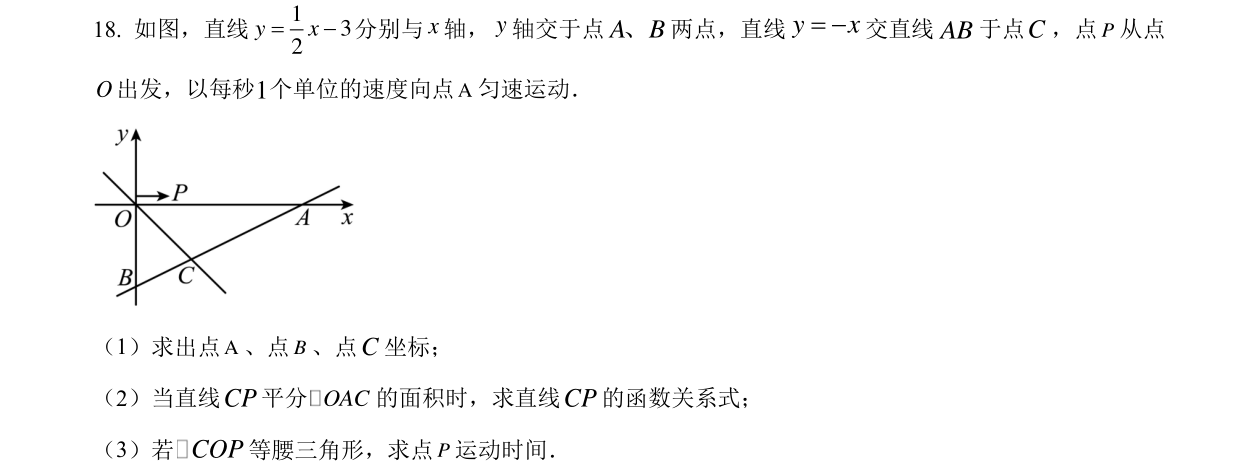 18. 如图，直线 y=\frac{1}{2}x-3 分别与 x 轴， y 轴交于点 A、B 两点，直线 y=-x 交直线 AB 于点 C ，点 P 从点
O 出发，以每秒1个单位的速度向点 A 匀速运动．
y
P
O
A
x
B
C
（1）求出点 A 、点 B 、点 C 坐标；
（2）当直线 CP 平分□OAC 的面积时，求直线 CP 的函数关系式；
（3）若□COP 等腰三角形，求点 P 运动时间．